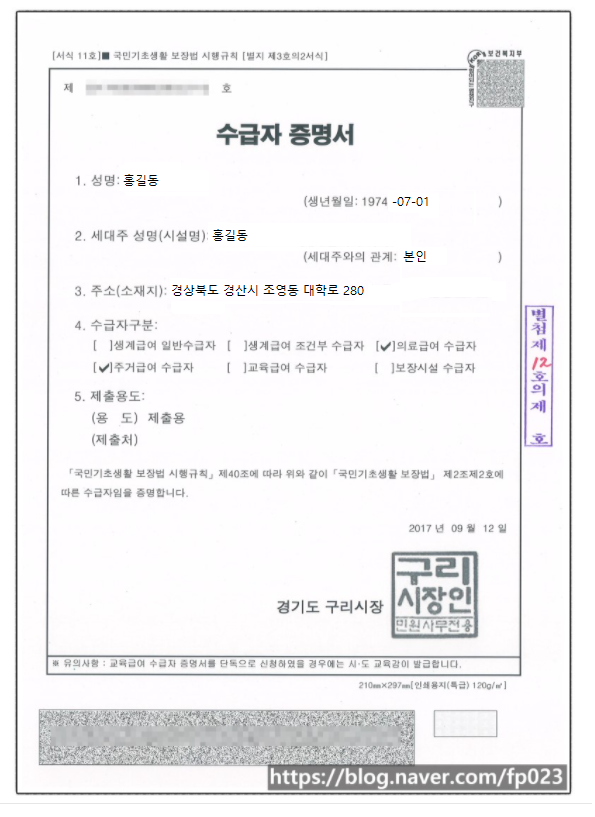 [서식 11호]■ 국민기초생활 보장법 시행규칙 [별지 제3호의2서식]
보건복지부
제 호
수급자 증명서
1. 성명: 홍길동
(생년월일: 1974 -07-01 )
2. 세대주 성명(시설명): 홍길동
(세대주와의 관계: 본인 )
3. 주소(소재지): 경상북도 경산시 조영동 대학로 280
4. 수급자구분:
[ ]생계급여 일반수급자 [ ]생계급여 조건부 수급자 [✓]의료급여 수급자
[✓]주거급여 수급자 [ ]교육급여 수급자 [ ]보장시설 수급자
별첨제12호의제 호
5. 제출용도:
(용 도) 제출용
(제출처)
「국민기초생활 보장법 시행규칙」제40조에 따라 위와 같이「국민기초생활 보장법」 제2조제2호에
따른 수급자임을 증명합니다.
2017 년 09 월 12 일
경기도 구리시장
구리
시장인
민원사무전용
※ 유의사항 : 교육급여 수급자 증명서를 단독으로 신청하였을 경우에는 시·도 교육감이 발급합니다.
210㎜×297㎜[인쇄용지(특급) 120g/㎡]
https://blog.naver.com/fp023